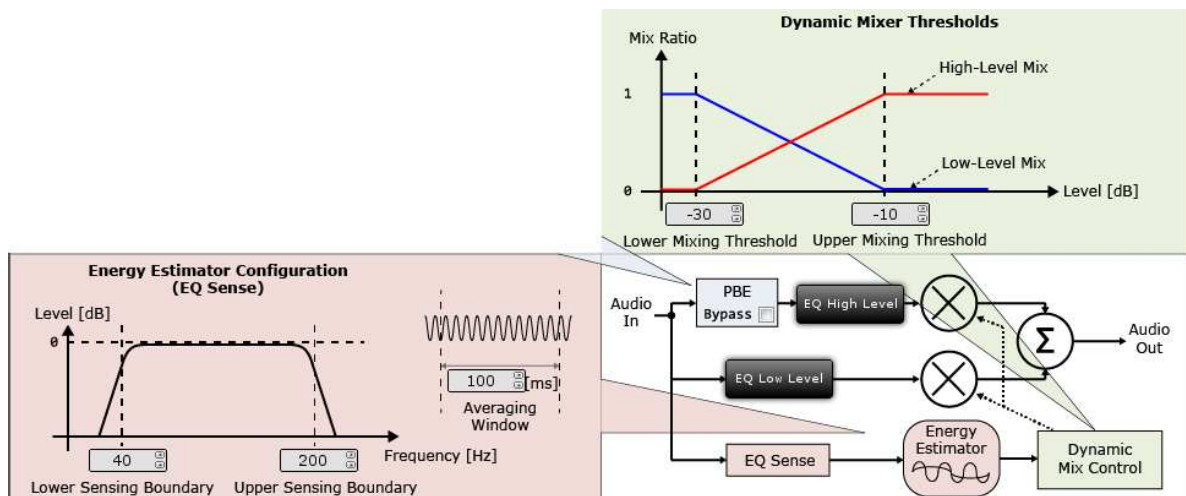 Dynamic Mixer Thresholds
Mix Ratio
High-Level Mix
1
Low-Level Mix
0
Level [dB]
-30
-10
Lower Mixing Threshold
Upper Mixing Threshold
Energy Estimator Configuration
(EQ Sense)
Level [dB]
0
100
[ms]
Averaging
Window
Frequency [Hz]
40
200
Lower Sensing Boundary
Upper Sensing Boundary
Audio
In
PBE
Bypass
EQ High Level
Σ
Audio
Out
EQ Low Level
EQ Sense
Energy
Estimator
Dynamic
Mix Control